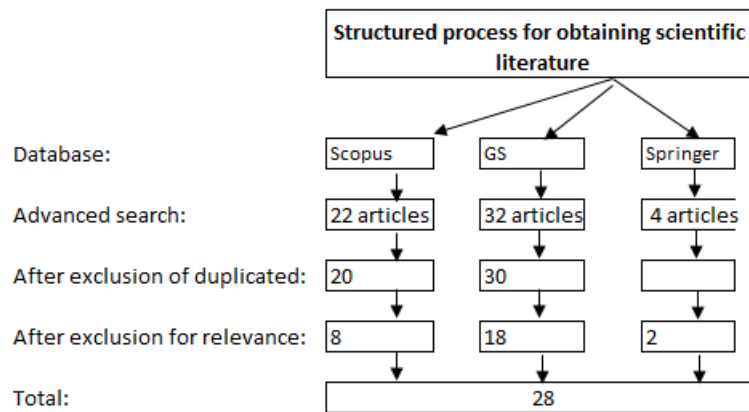 Structured process for obtaining scientific
literature
Database: Scopus GS Springer
Advanced search: 22 articles 32 articles 4 articles
After exclusion of duplicated: 20 30
After exclusion for relevance: 8 18 2
Total: 28